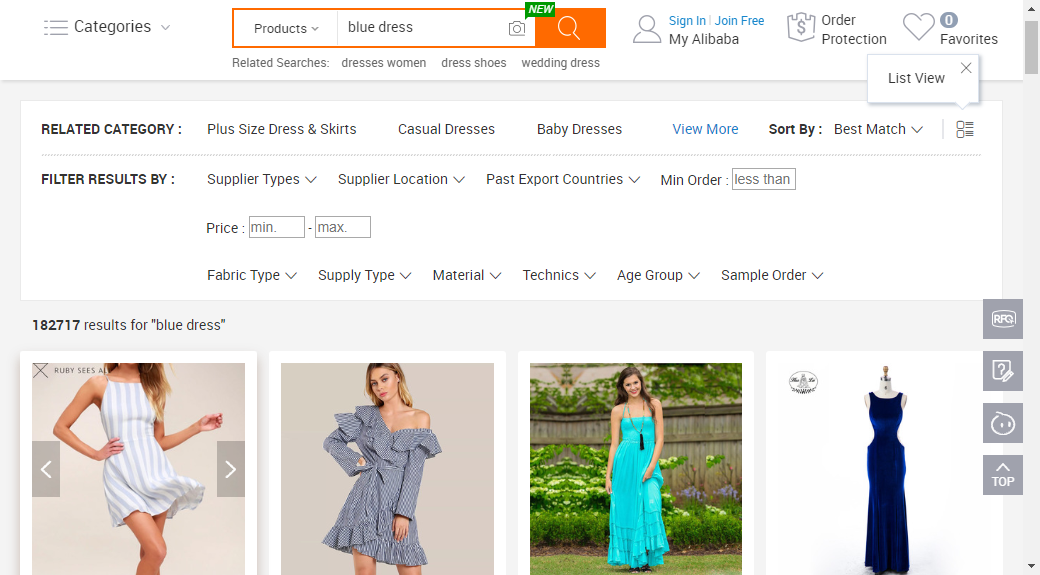 Categories
Products
blue dress
NEW
Sign In | Join Free
My Alibaba
Order
Protection
0
Favorites
Related Searches: dresses women dress shoes wedding dress
List View
RELATED CATEGORY : Plus Size Dress & Skirts Casual Dresses Baby Dresses View More Sort By : Best Match
FILTER RESULTS BY : Supplier Types Supplier Location Past Export Countries Min Order : less than
Price : min. - max.
Fabric Type Supply Type Material Technics Age Group Sample Order
182717 results for "blue dress"
RFQ
RUBY SEES
TOP